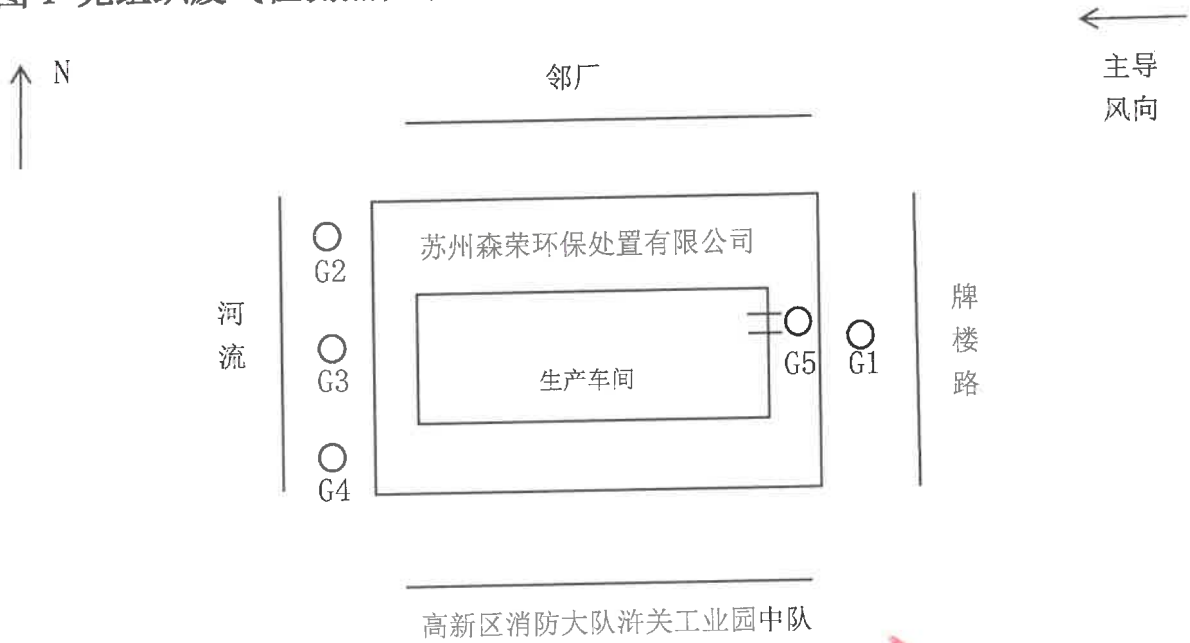 N
邻厂
主导
风向
苏州森荣环保处置有限公司
G2
河
流
G3
生产车间
G5
G1
牌
楼
路
G4
高新区消防大队浒关工业园中队